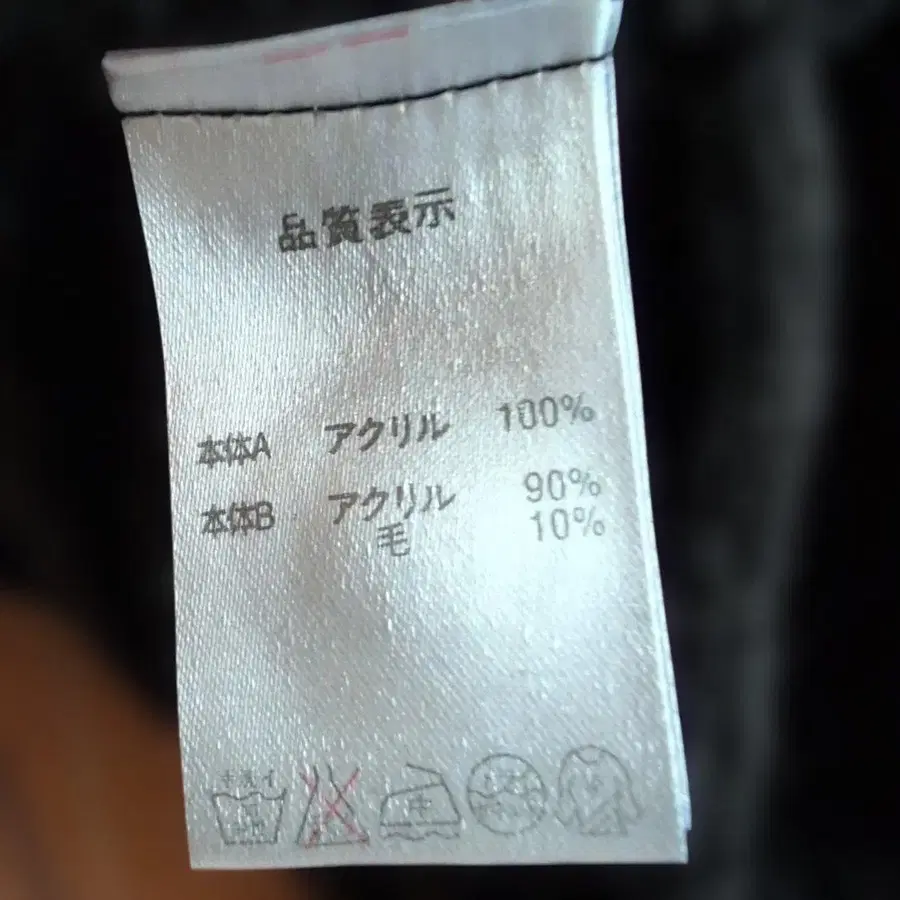 品質表示
本体A アクリル 100%
本体B アクリル 90%
毛 10%
中